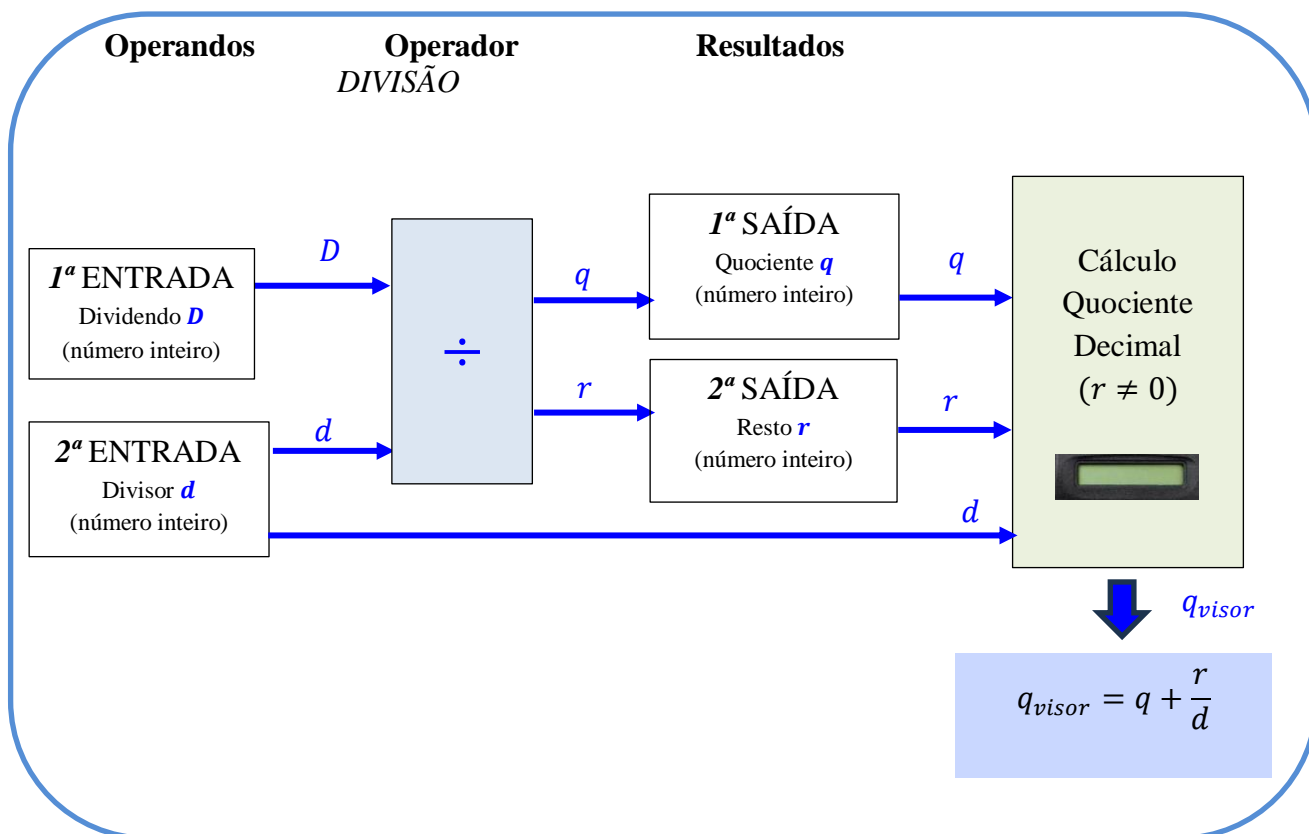 Operandos
Operador
Resultados
DIVISÃO
1ª ENTRADA
Dividendo D
(número inteiro)
D
2ª ENTRADA
Divisor d
(número inteiro)
d
÷
q
r
1ª SAÍDA
Quociente q
(número inteiro)
q
2ª SAÍDA
Resto r
(número inteiro)
r
d
Cálculo
Quociente
Decimal
(r ≠ 0)
q_visor
q_visor = q + r/d